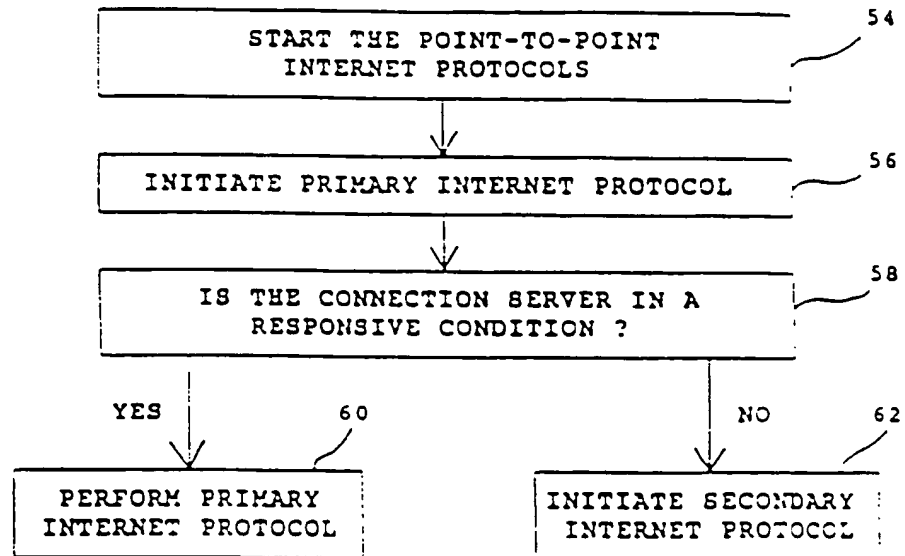 54
START THE POINT-TO-POINT
INTERNET PROTOCOLS
56
INITIATE PRIMARY INTERNET PROTOCOL
58
IS THE CONNECTION SERVER IN A
RESPONSIVE CONDITION ?
YES
60
NO
62
PERFORM PRIMARY
INTERNET PROTOCOL
INITIATE SECONDARY
INTERNET PROTOCOL